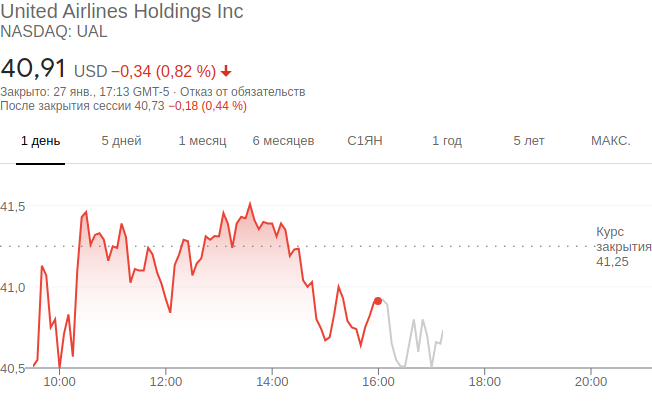 United Airlines Holdings Inc
NASDAQ: UAL
40,91 USD −0,34 (0,82 %)
Закрыто: 27 янв., 17:13 GMT-5 · Отказ от обязательств
После закрытия сессии 40,73 −0,18 (0,44 %)
1 день 5 дней 1 месяц 6 месяцев С1ЯН 1 год 5 лет МАКС.
41,5
Курс
закрытия
41,25
41,0
40,5
10:00 12:00 14:00 16:00 18:00 20:00